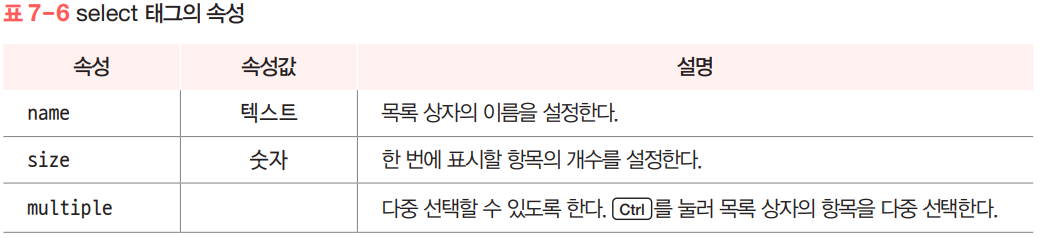 표 7-6 select 태그의 속성
속성 속성값 설명
name 텍스트 목록 상자의 이름을 설정한다.
size 숫자 한 번에 표시할 항목의 개수를 설정한다.
multiple 다중 선택할 수 있도록 한다. Ctrl를 눌러 목록 상자의 항목을 다중 선택한다.